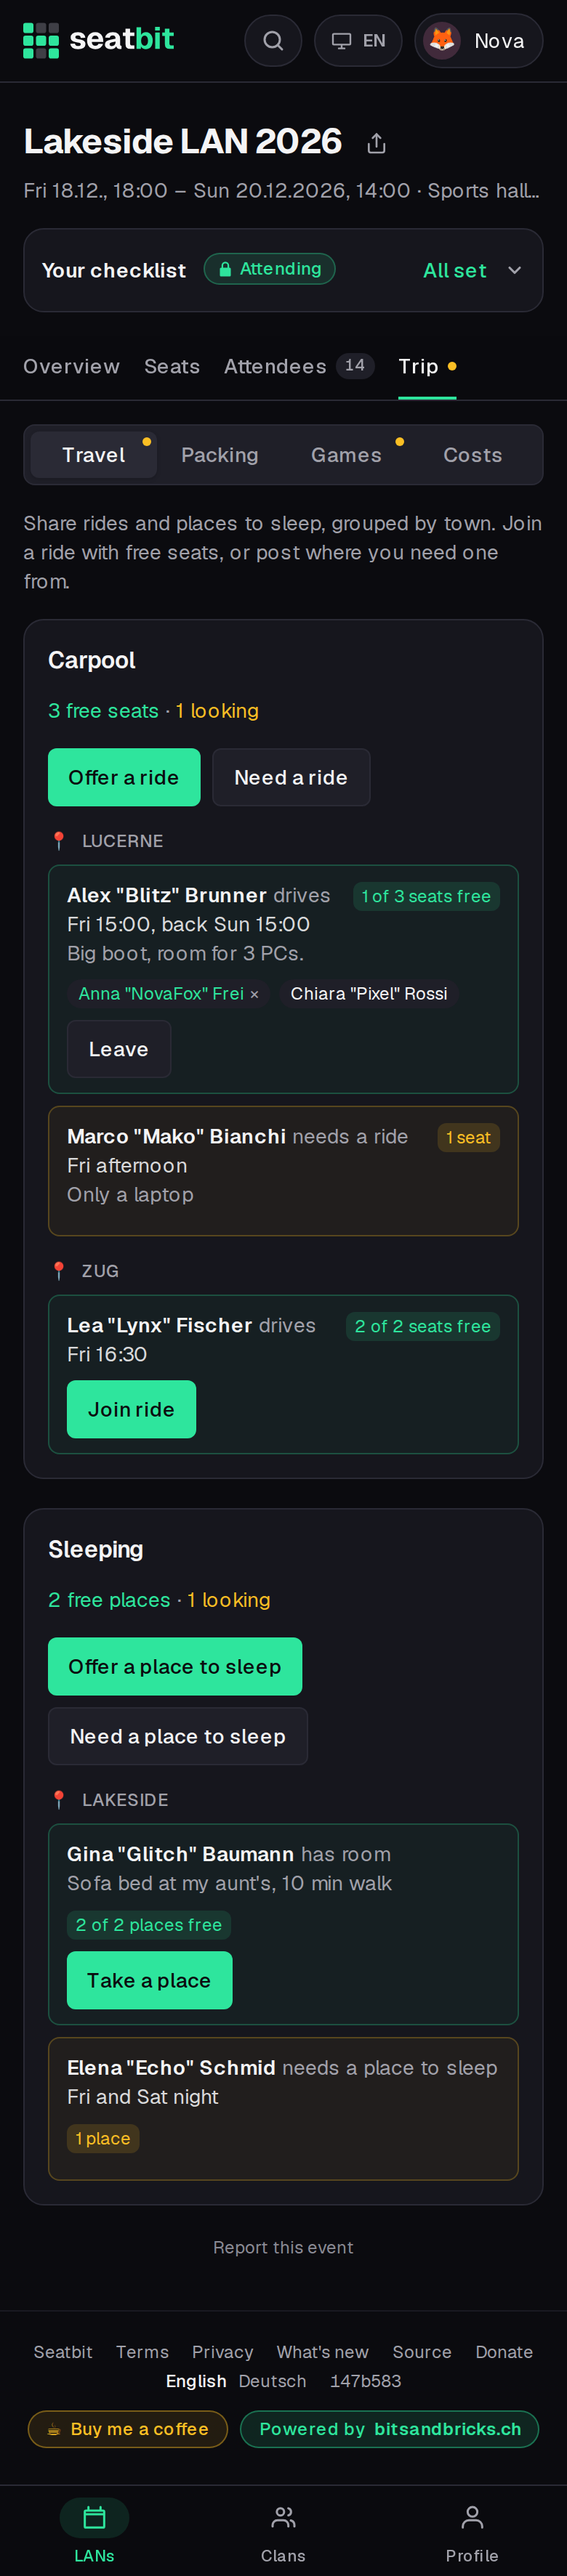 seatbit
EN
Nova
Lakeside LAN 2026
Fri 18.12., 18:00 – Sun 20.12.2026, 14:00 · Sports hall…
Your checklist
Attending
All set
Overview
Seats
Attendees 14
Trip
Travel
Packing
Games
Costs
Share rides and places to sleep, grouped by town. Join
a ride with free seats, or post where you need one
from.
Carpool
3 free seats · 1 looking
Offer a ride
Need a ride
LUCERNE
Alex "Blitz" Brunner drives
1 of 3 seats free
Fri 15:00, back Sun 15:00
Big boot, room for 3 PCs.
Anna "NovaFox" Frei ×
Chiara "Pixel" Rossi
Leave
Marco "Mako" Bianchi needs a ride
1 seat
Fri afternoon
Only a laptop
ZUG
Lea "Lynx" Fischer drives
2 of 2 seats free
Fri 16:30
Join ride
Sleeping
2 free places · 1 looking
Offer a place to sleep
Need a place to sleep
LAKESIDE
Gina "Glitch" Baumann has room
Sofa bed at my aunt's, 10 min walk
2 of 2 places free
Take a place
Elena "Echo" Schmid needs a place to sleep
Fri and Sat night
1 place
Report this event
Seatbit Terms Privacy What's new Source Donate
English Deutsch 147b583
Buy me a coffee
Powered by bitsandbricks.ch
LANs
Clans
Profile